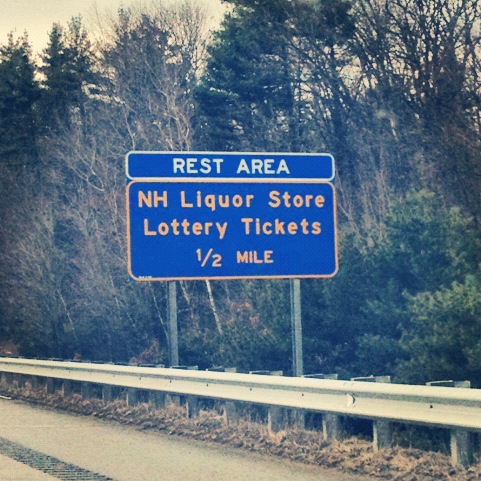 REST AREA
NH Liquor Store
Lottery Tickets
1/2 MILE